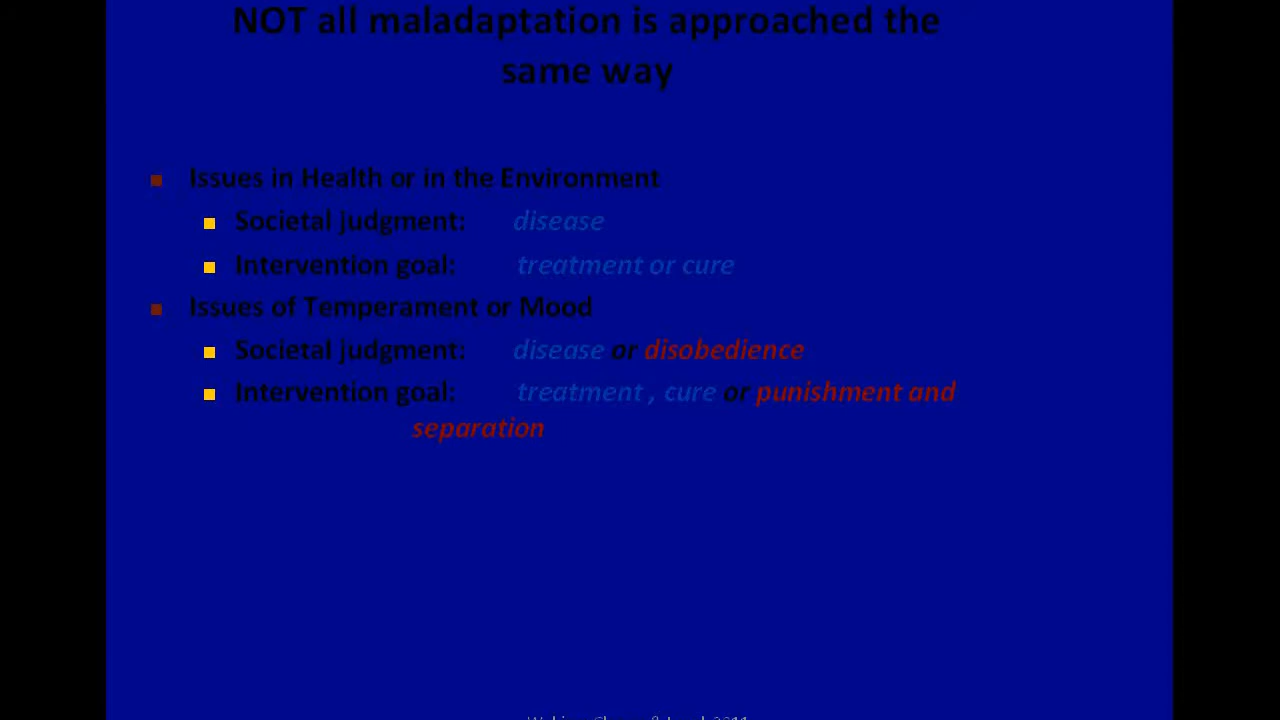 NOT all maladaptation is approached the
same way
Issues in Health or in the Environment
Societal judgment: disease
Intervention goal: treatment or cure
Issues of Temperament or Mood
Societal judgment: disease or disobedience
Intervention goal: treatment , cure or punishment and
separation